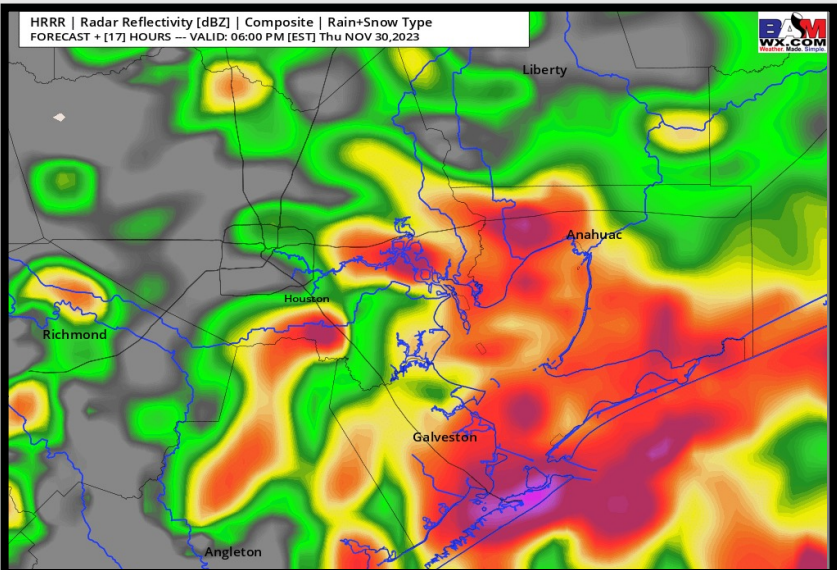 HRRR | Radar Reflectivity [dBZ] | Composite | Rain+Snow Type
FORECAST + [17] HOURS --- VALID: 06:00 PM [EST] Thu NOV 30,2023
BAM
WX.COM
Weather. Made. Simple.
Liberty
Anahuac
Houston
Richmond
Galveston
Angleton